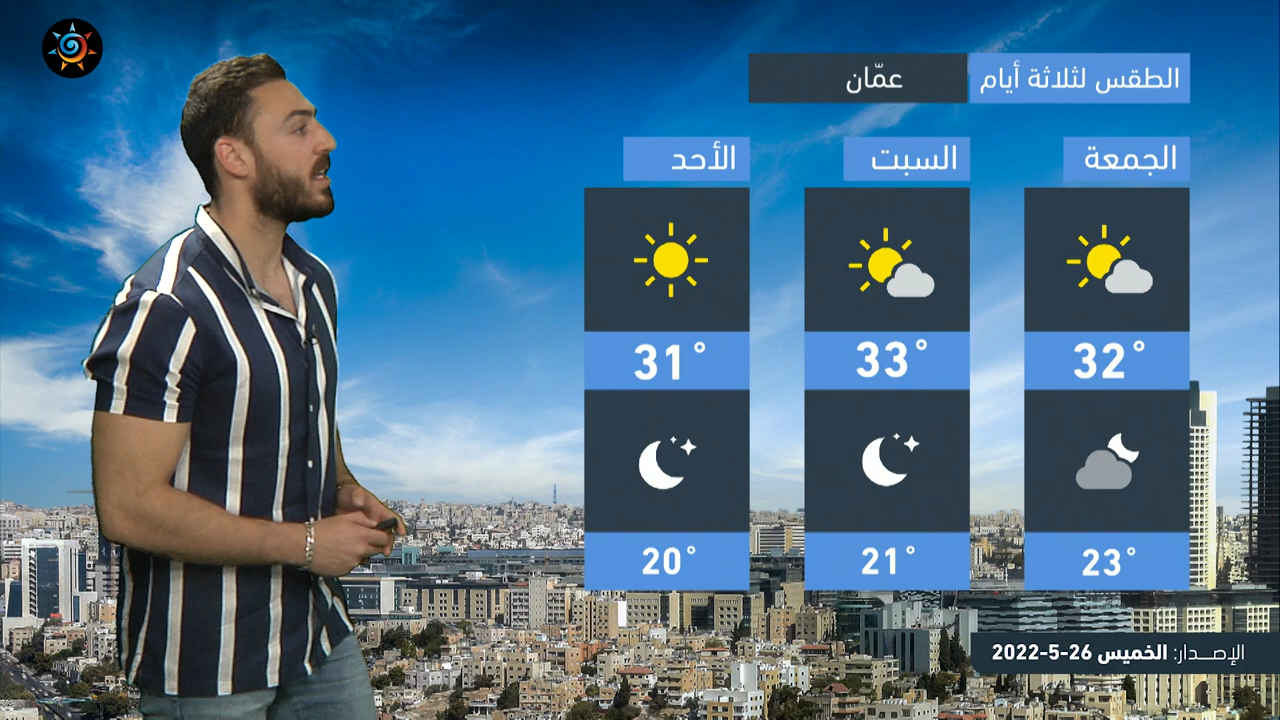 الطقس لثلاثة أيام عمّان
الجمعة السبت الأحد
32° 33° 31°
23° 21° 20°
الإصدار: الخميس 26-5-2022